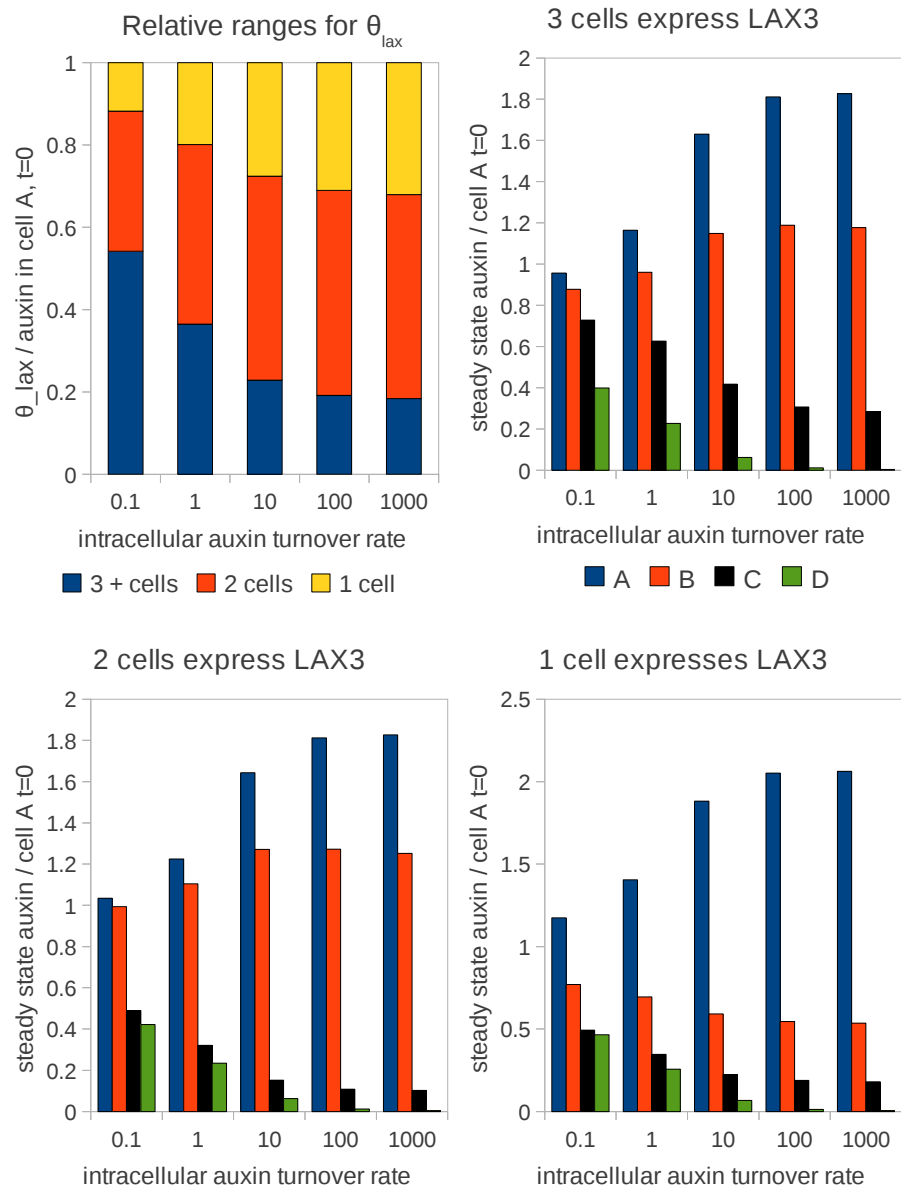 Relative ranges for θ_lax
θ_lax / auxin in cell A, t=0
1
0.8
0.6
0.4
0.2
0
0.1 1 10 100 1000
intracellular auxin turnover rate
3 + cells 2 cells 1 cell
3 cells express LAX3
steady state auxin / cell A t=0
2
1.8
1.6
1.4
1.2
1
0.8
0.6
0.4
0.2
0
0.1 1 10 100 1000
intracellular auxin turnover rate
A B C D
2 cells express LAX3
steady state auxin / cell A t=0
2
1.8
1.6
1.4
1.2
1
0.8
0.6
0.4
0.2
0
0.1 1 10 100 1000
intracellular auxin turnover rate
1 cell expresses LAX3
steady state auxin / cell A t=0
2.5
2
1.5
1
0.5
0
0.1 1 10 100 1000
intracellular auxin turnover rate